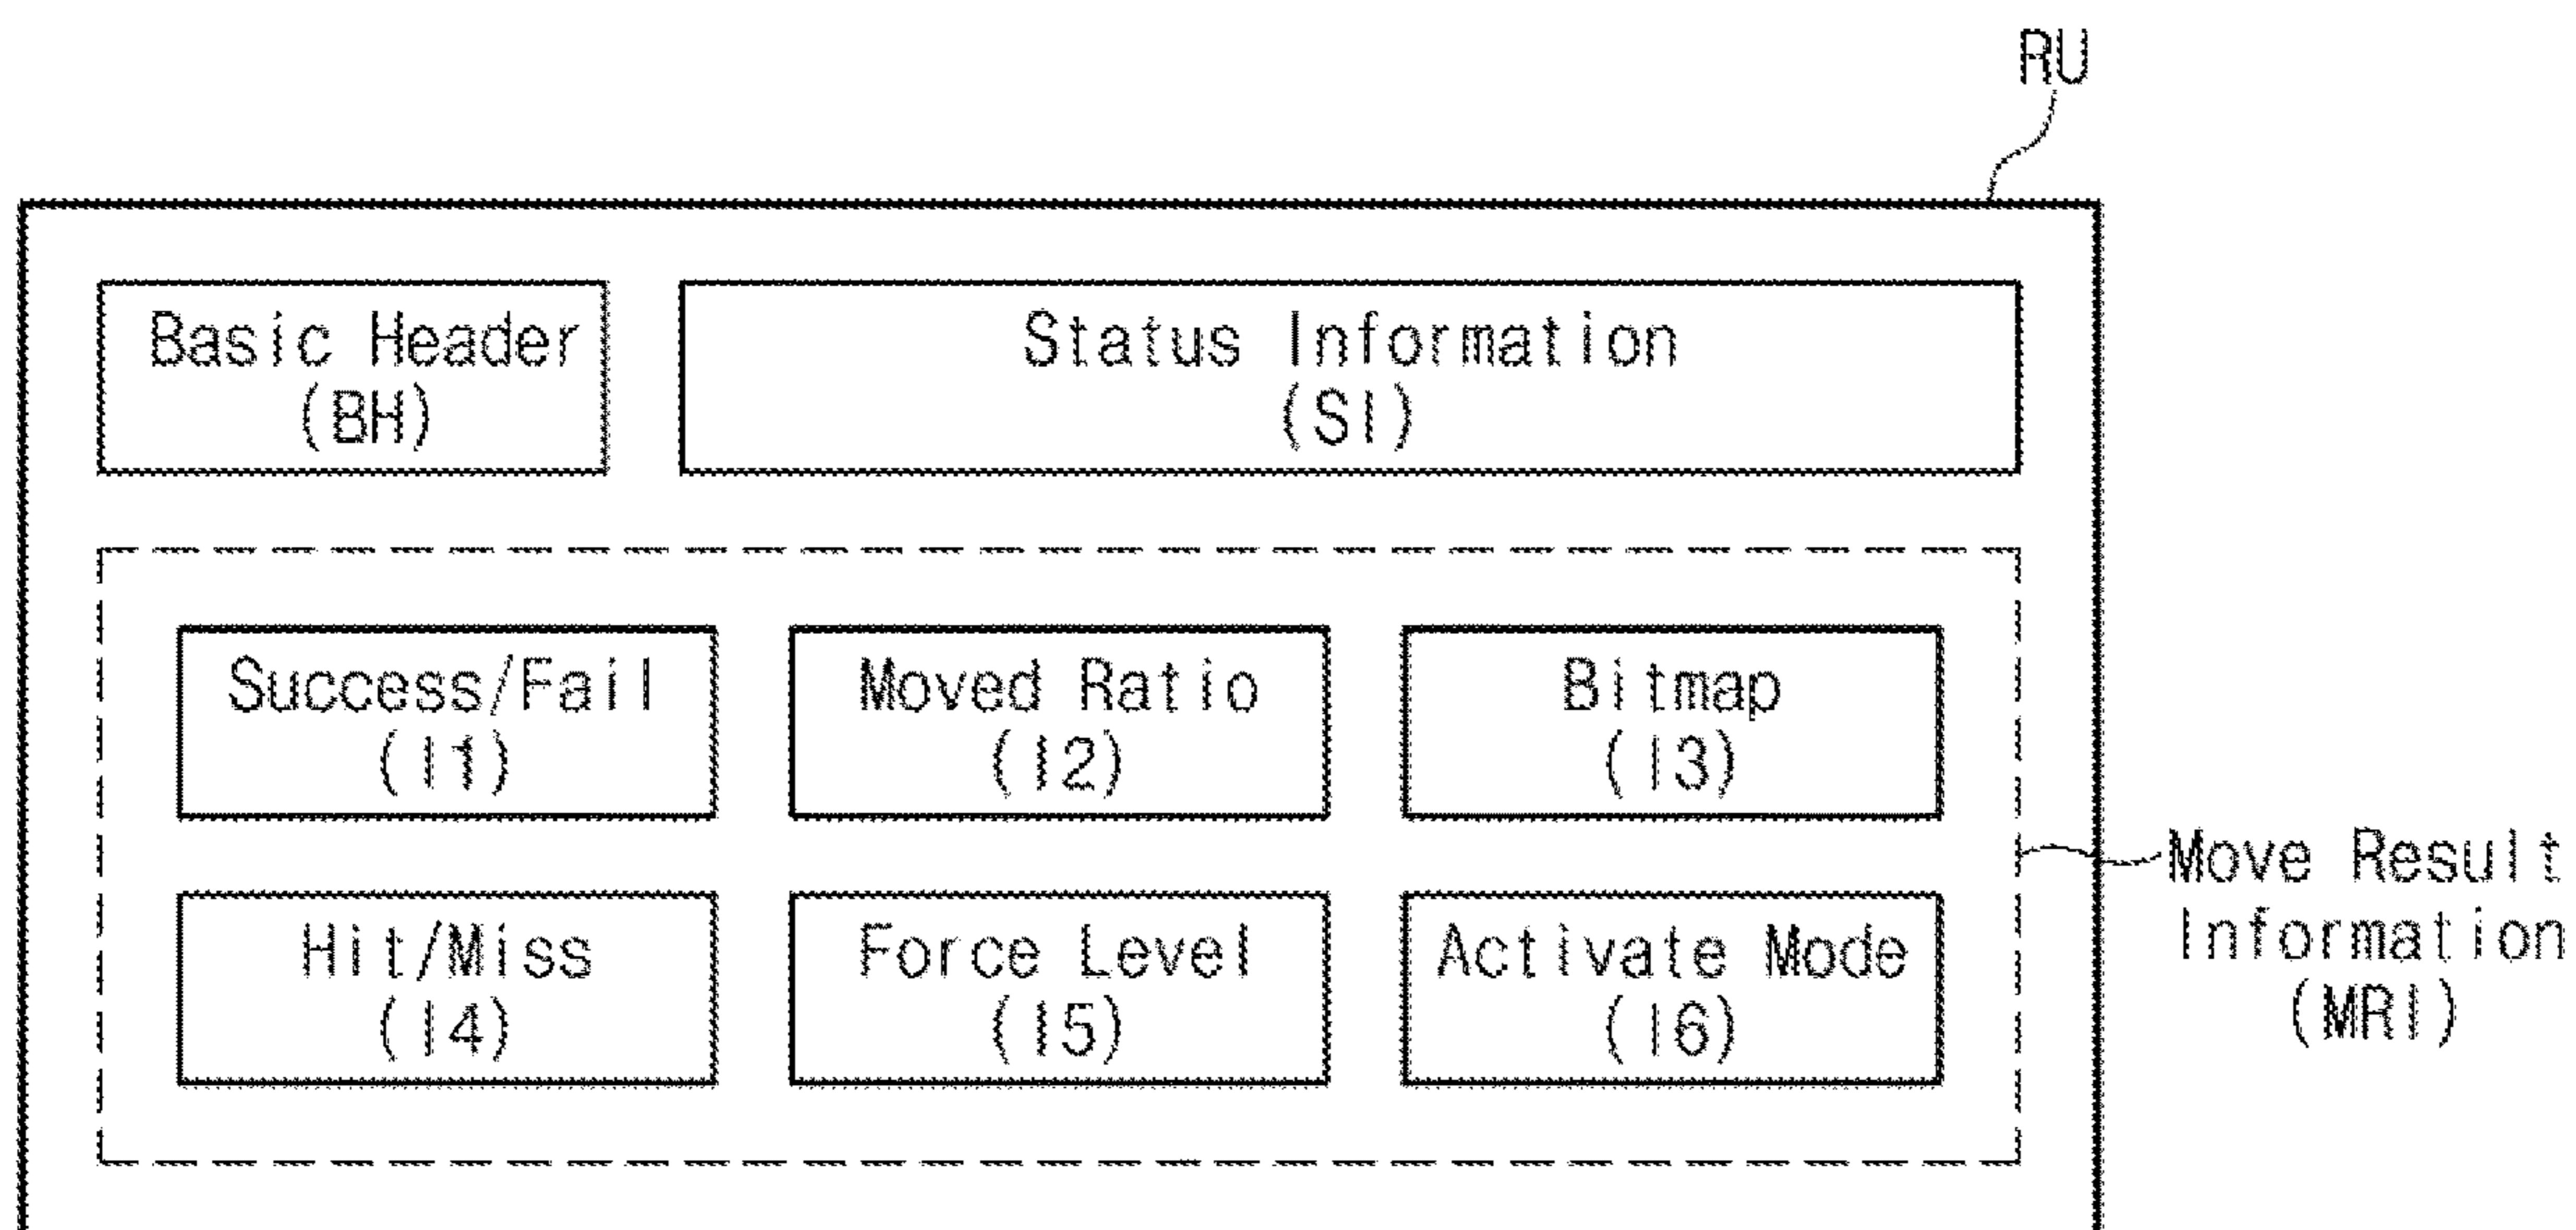 RU
Basic Header
(BH)
Status Information
(SI)
Success/Fail
(I1)
Moved Ratio
(I2)
Bitmap
(I3)
Hit/Miss
(I4)
Force Level
(I5)
Activate Mode
(I6)
Move Result
Information
(MRI)